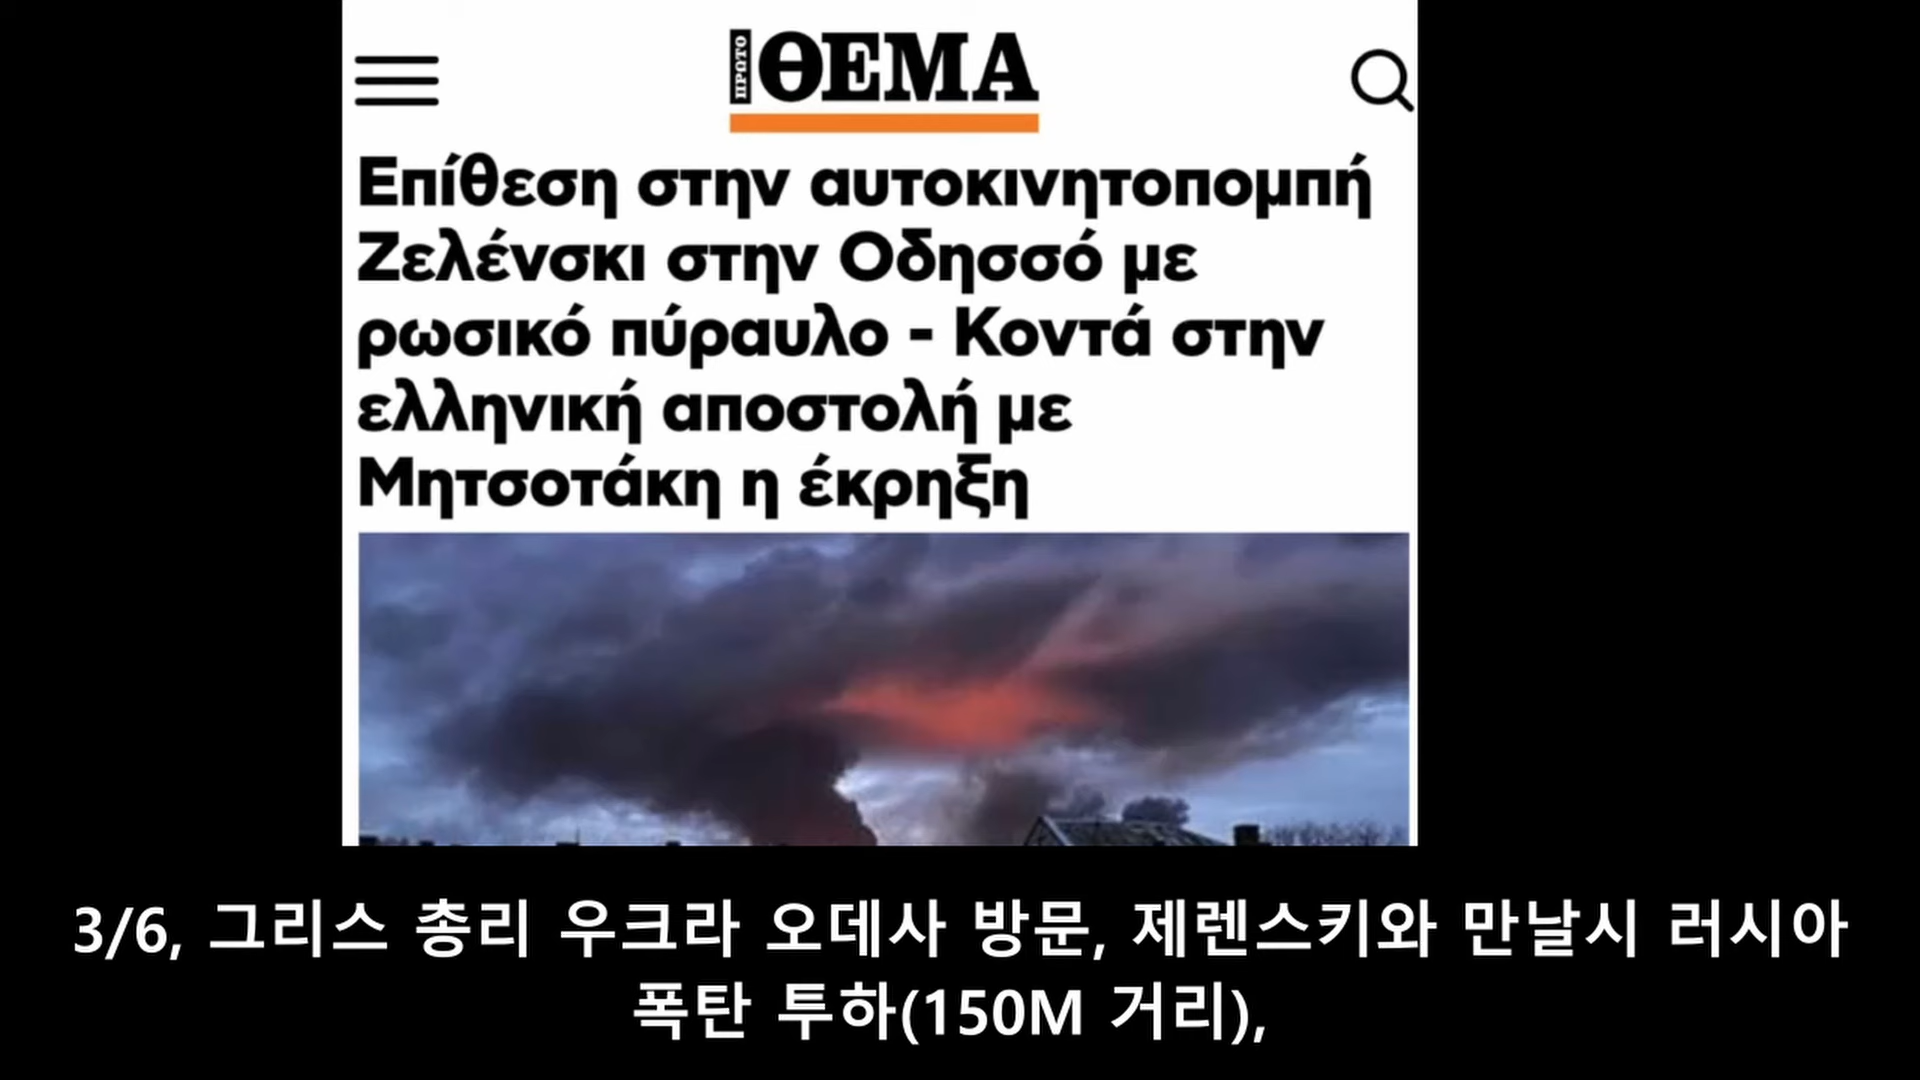 ΠΡΩΤΟ ΘΕΜΑ
Επίθεση στην αυτοκινητοπομπή
Ζελένσκι στην Οδησσό με
ρωσικό πύραυλο - Κοντά στην
ελληνική αποστολή με
Μητσοτάκη η έκρηξη
3/6, 그리스 총리 우크라 오데사 방문, 제렌스키와 만날시 러시아
폭탄 투하(150M 거리),